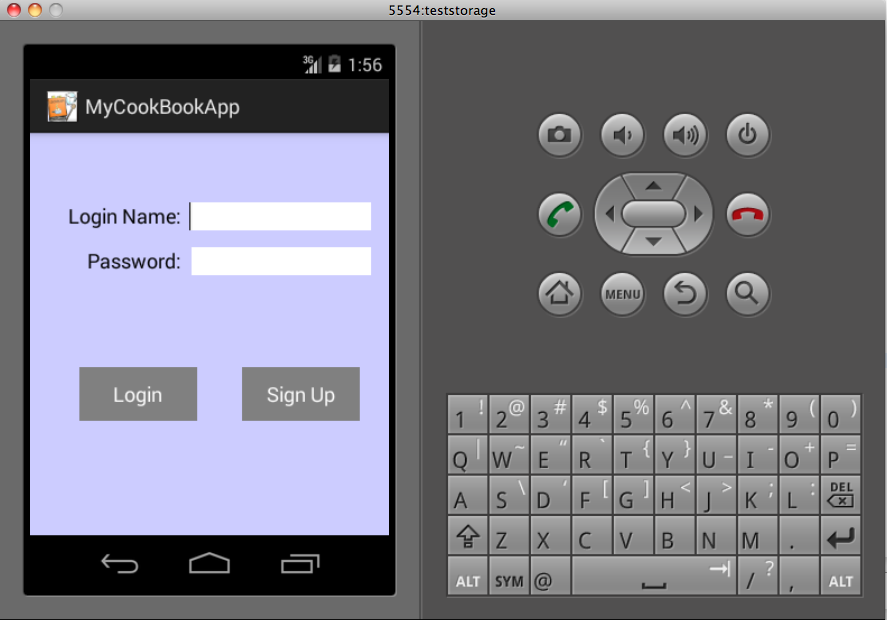 5554:teststorage
3G 1:56
MyCookBookApp
Login Name:
Password:
Login Sign Up
MENU
1 ! 2 @ 3 # 4 $ 5 % 6 ^ 7 & 8 * 9 ( 0 )
Q | W ~ E “ R ` T { Y } U _ I - O + P =
A S \ D ‘ F [ G ] H < J > K ; L : DEL
Z X C V B N M .
ALT SYM @ / ? , ALT